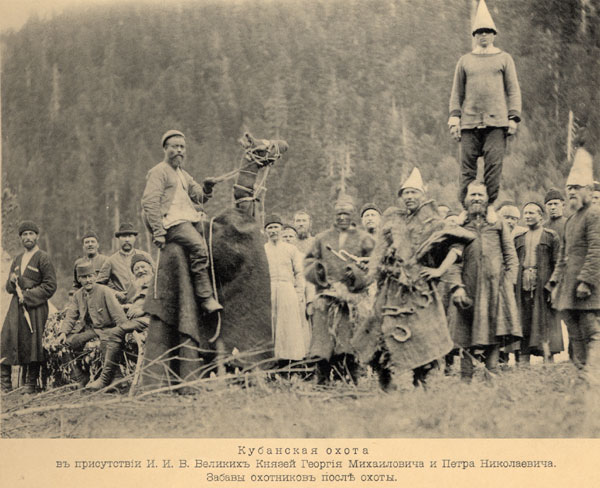 Кубанская охота
въ присутствіи И. И. В. Великихъ Князей Георгія Михаиловича и Петра Николаевича.
Забавы охотниковъ послѣ охоты.